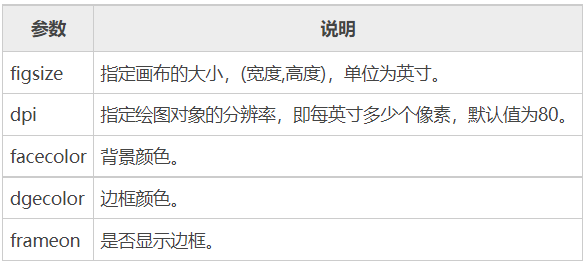 参数 说明
figsize 指定画布的大小，(宽度,高度)，单位为英寸。
dpi 指定绘图对象的分辨率，即每英寸多少个像素，默认值为80。
facecolor 背景颜色。
dgecolor 边框颜色。
frameon 是否显示边框。